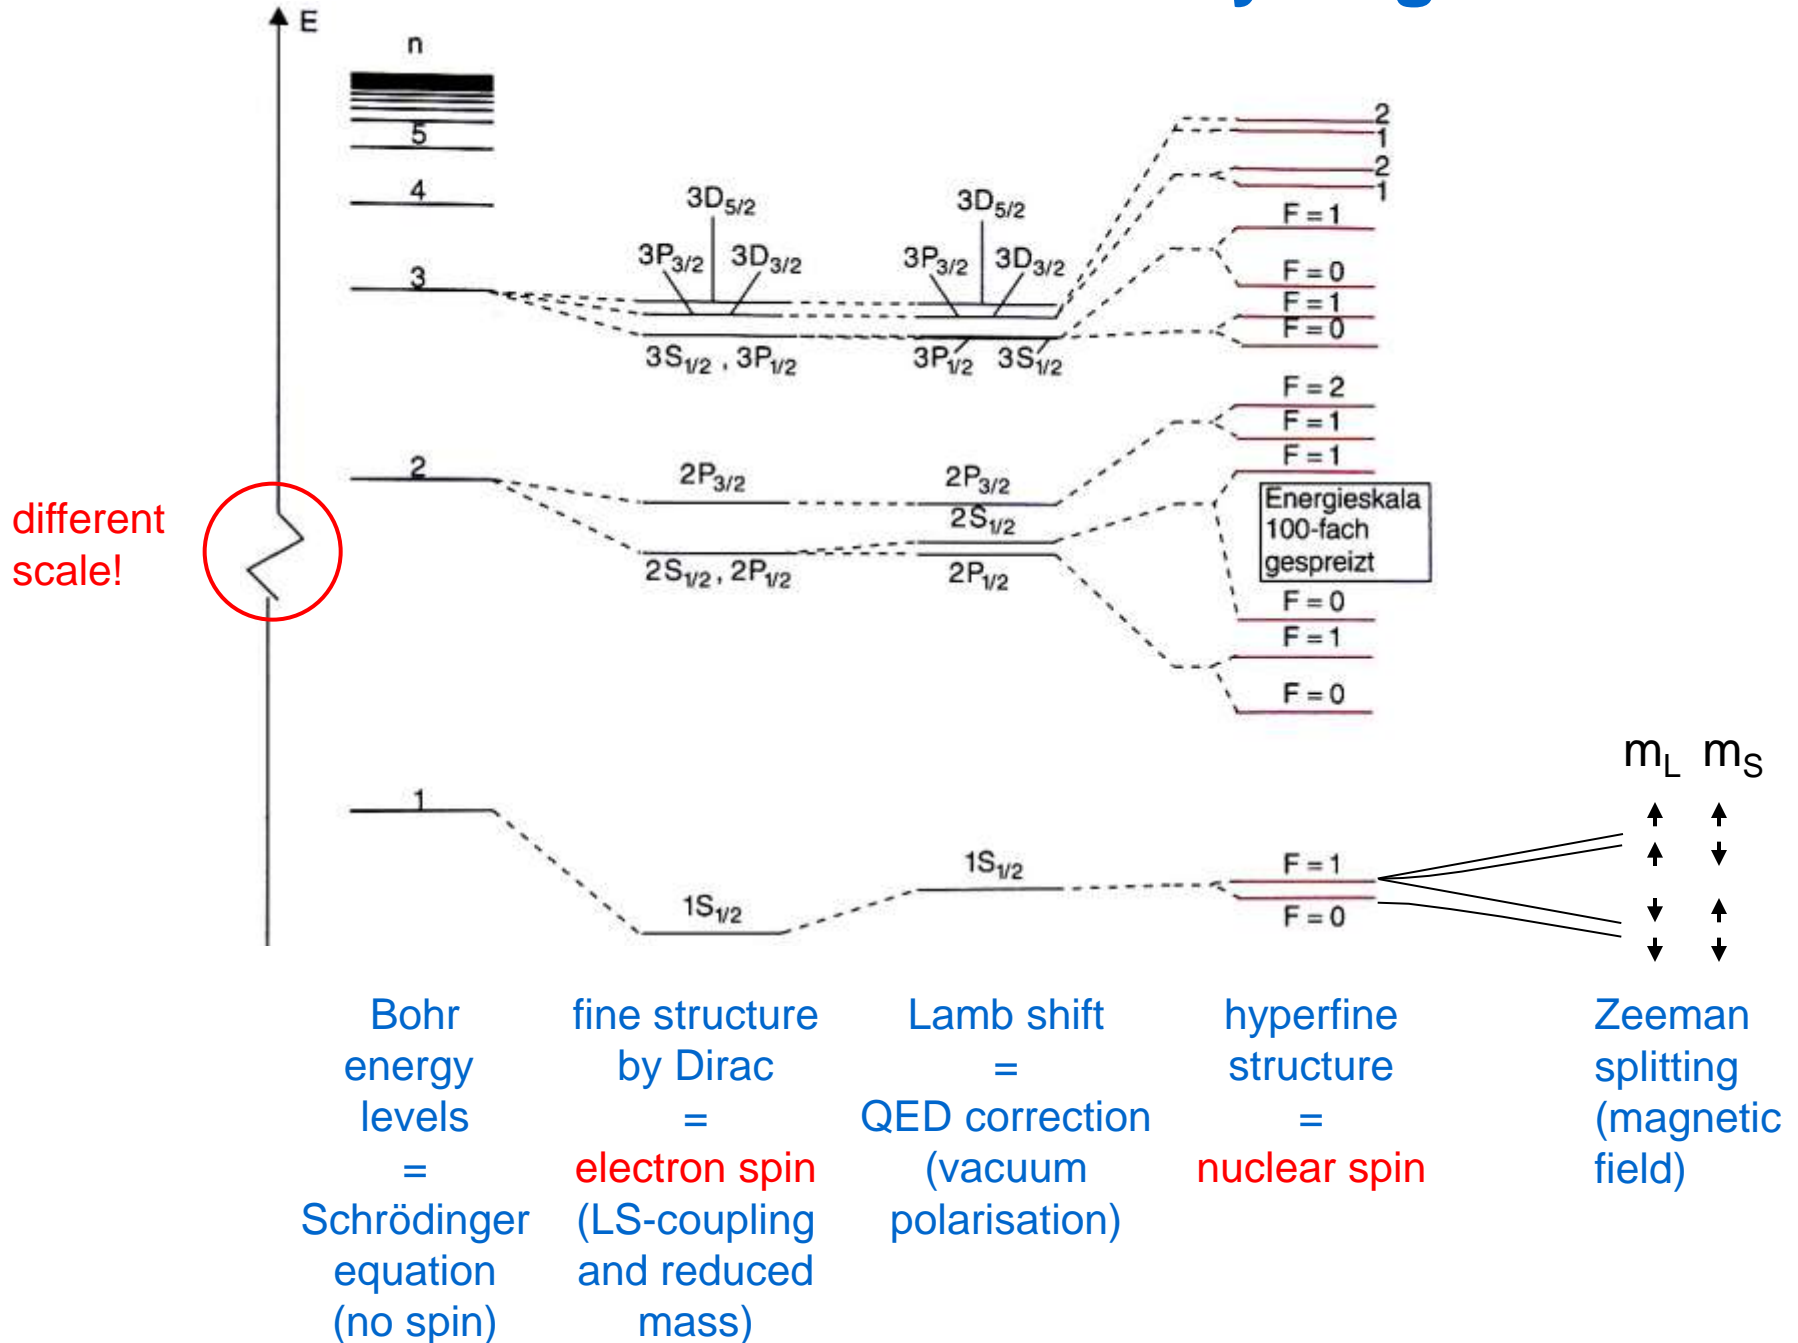 E
n
5
4
3
2
1
different
scale!
3D5/2
3P3/2 3D3/2
3S1/2 , 3P1/2
2P3/2
2S1/2 , 2P1/2
1S1/2
3D5/2
3P3/2 3D3/2
3P1/2 3S1/2
2P3/2
2S1/2
2P1/2
1S1/2
2
1
2
1
F = 1
F = 0
F = 1
F = 0
F = 2
F = 1
F = 1
Energieskala
100-fach
gespreizt
F = 0
F = 1
F = 0
F = 1
F = 0
mL mS
Bohr
energy
levels
=
Schrödinger
equation
(no spin)
fine structure
by Dirac
=
electron spin
(LS-coupling
and reduced
mass)
Lamb shift
=
QED correction
(vacuum
polarisation)
hyperfine
structure
=
nuclear spin
Zeeman
splitting
(magnetic
field)